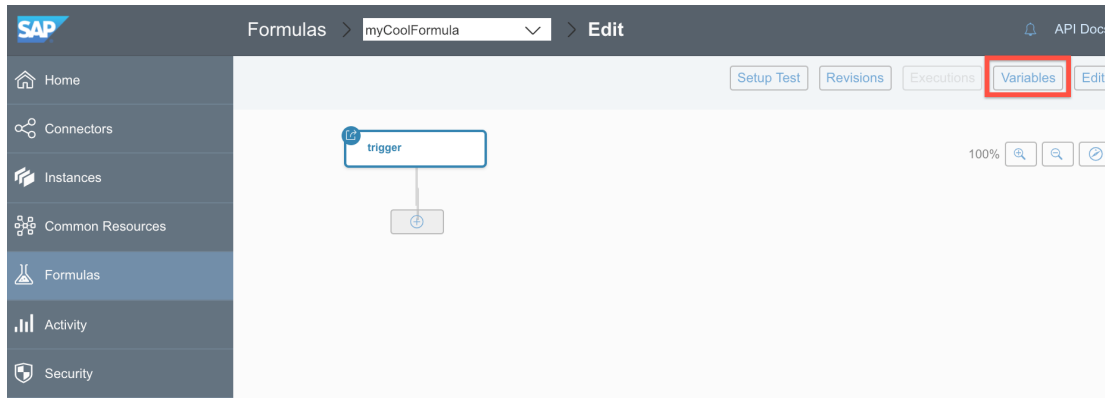 SAP
Formulas > myCoolFormula > Edit
API Docs
Home
Setup Test
Revisions
Executions
Variables
Edit
Connectors
trigger
100%
Instances
Common Resources
Formulas
Activity
Security